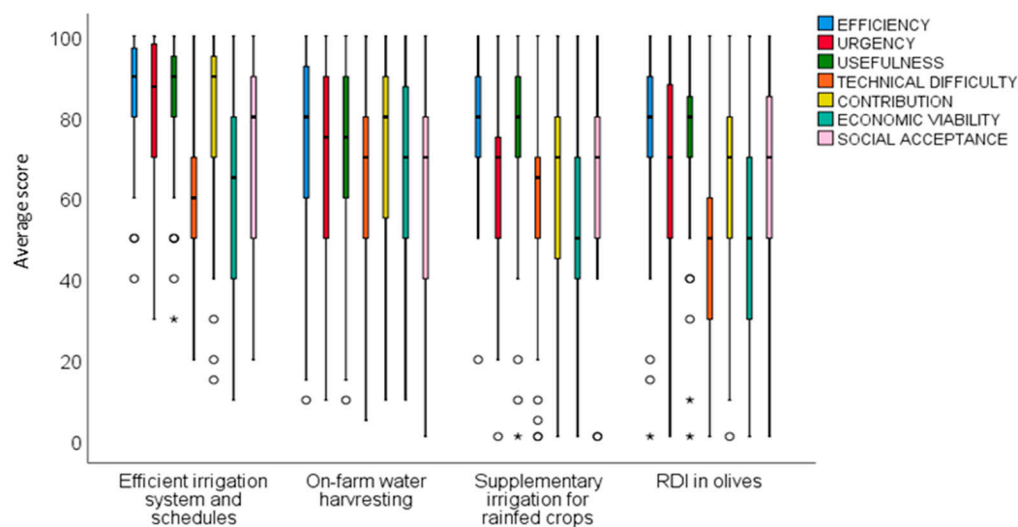 EFFICIENCY
URGENCY
USEFULNESS
TECHNICAL DIFFICULTY
CONTRIBUTION
ECONOMIC VIABILITY
SOCIAL ACCEPTANCE
Average score
100
80
60
40
20
0
Efficient irrigation
system and
schedules
On-farm water
harvresting
Supplementary
irrigation for
rainfed crops
RDI in olives